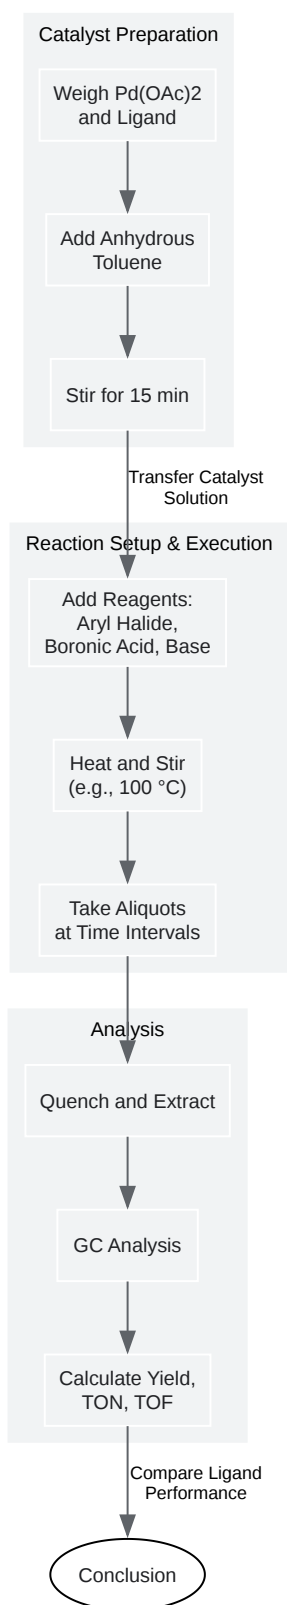 Catalyst Preparation
Weigh Pd(OAc)2
and Ligand
Add Anhydrous
Toluene
Stir for 15 min
Transfer Catalyst
Solution
Reaction Setup & Execution
Add Reagents:
Aryl Halide,
Boronic Acid, Base
Heat and Stir
(e.g., 100 °C)
Take Aliquots
at Time Intervals
Analysis
Quench and Extract
GC Analysis
Calculate Yield,
TON, TOF
Compare Ligand
Performance
Conclusion